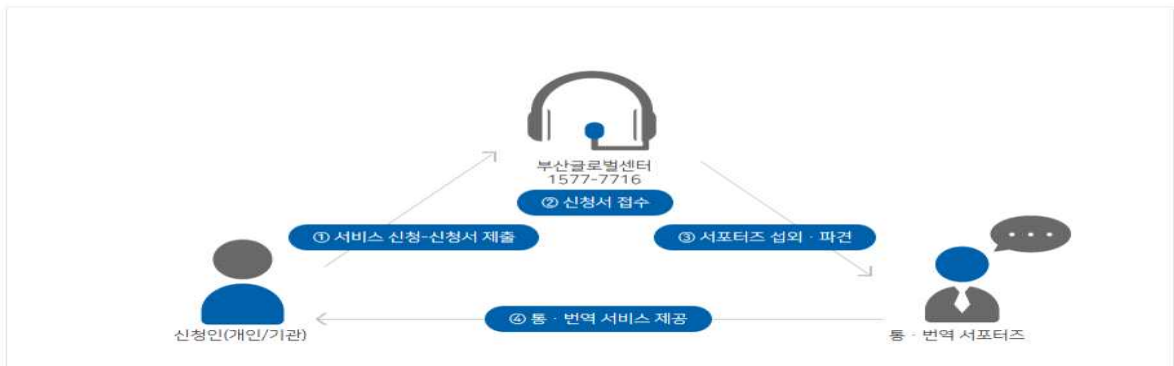 부산글로벌센터
1577-7716
② 신청서 접수
① 서비스 신청-신청서 제출
③ 서포터즈 섭외 · 파견
④ 통 · 번역 서비스 제공
신청인(개인/기관)
통 · 번역 서포터즈